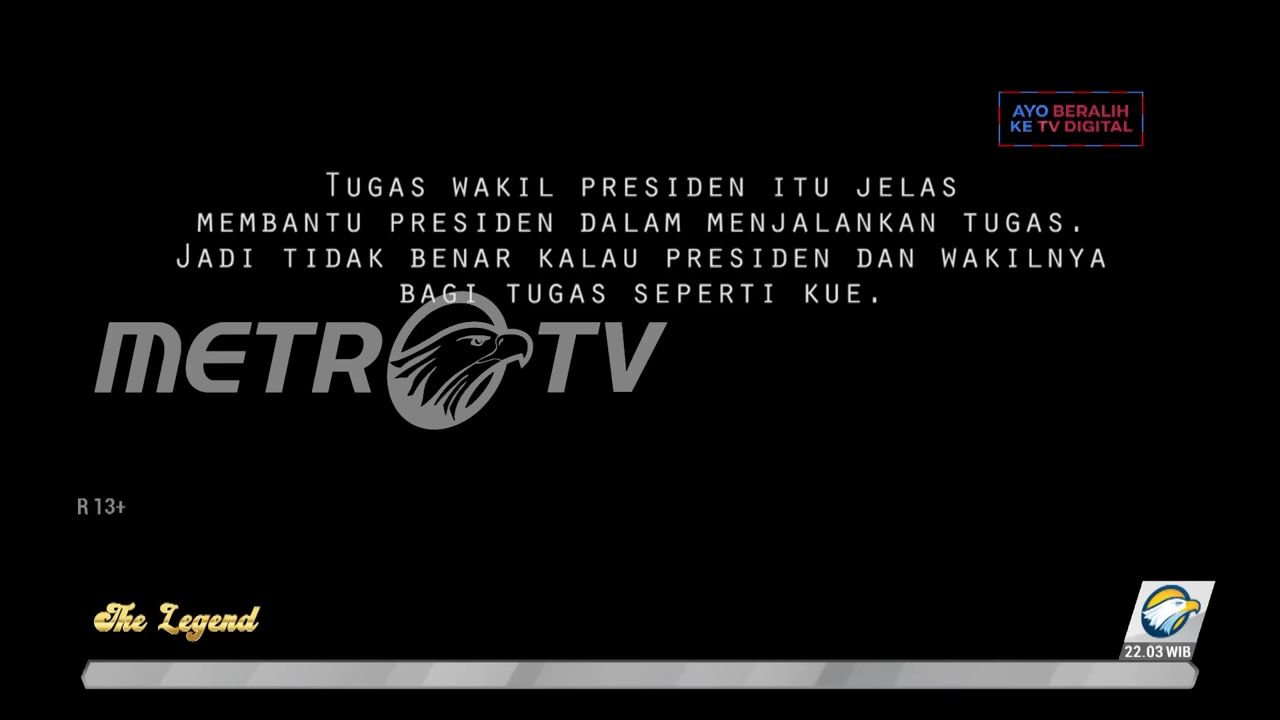 AYO BERALIH
KE TV DIGITAL
TUGAS WAKIL PRESIDEN ITU JELAS
MEMBANTU PRESIDEN DALAM MENJALANKAN TUGAS.
JADI TIDAK BENAR KALAU PRESIDEN DAN WAKILNYA
BAGI TUGAS SEPERTI KUE.
METRO TV
R 13+
The Legend
22.03 WIB